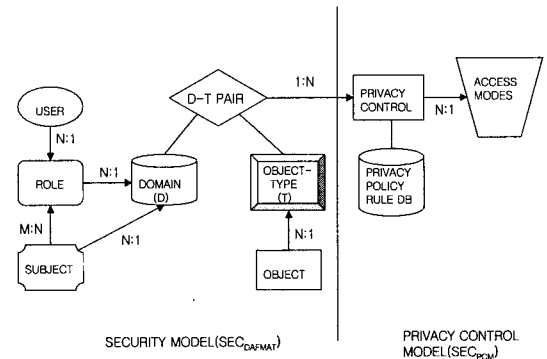 USER
N:1
ROLE
M:N
SUBJECT
N:1
N:1
DOMAIN
(D)
D-T PAIR
OBJECT-
TYPE
(T)
N:1
OBJECT
1:N
PRIVACY
CONTROL
N:1
ACCESS
MODES
PRIVACY
POLICY
RULE DB
SECURITY MODEL(SEC_DAFMAT)
PRIVACY CONTROL
MODEL(SEC_PCM)